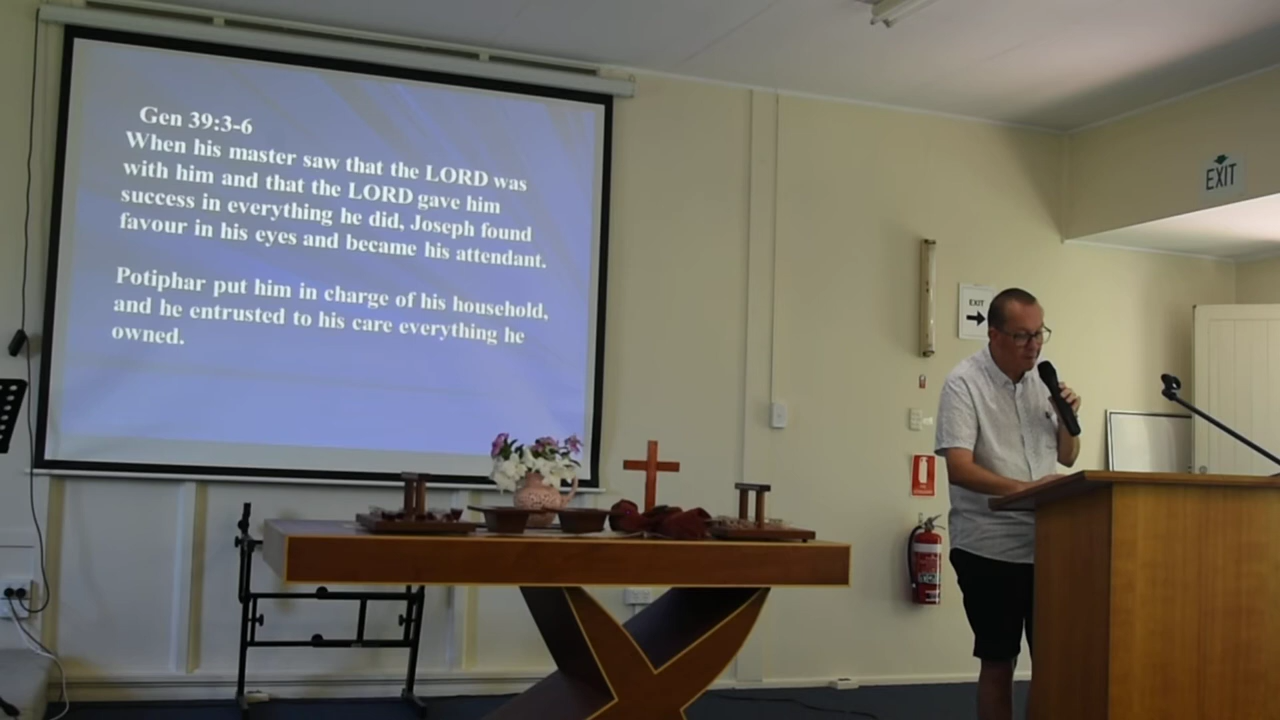 Gen 39:3-6
When his master saw that the LORD was
with him and that the LORD gave him
success in everything he did, Joseph found
favour in his eyes and became his attendant.
Potiphar put him in charge of his household,
and he entrusted to his care everything he
owned.
EXIT
EXIT